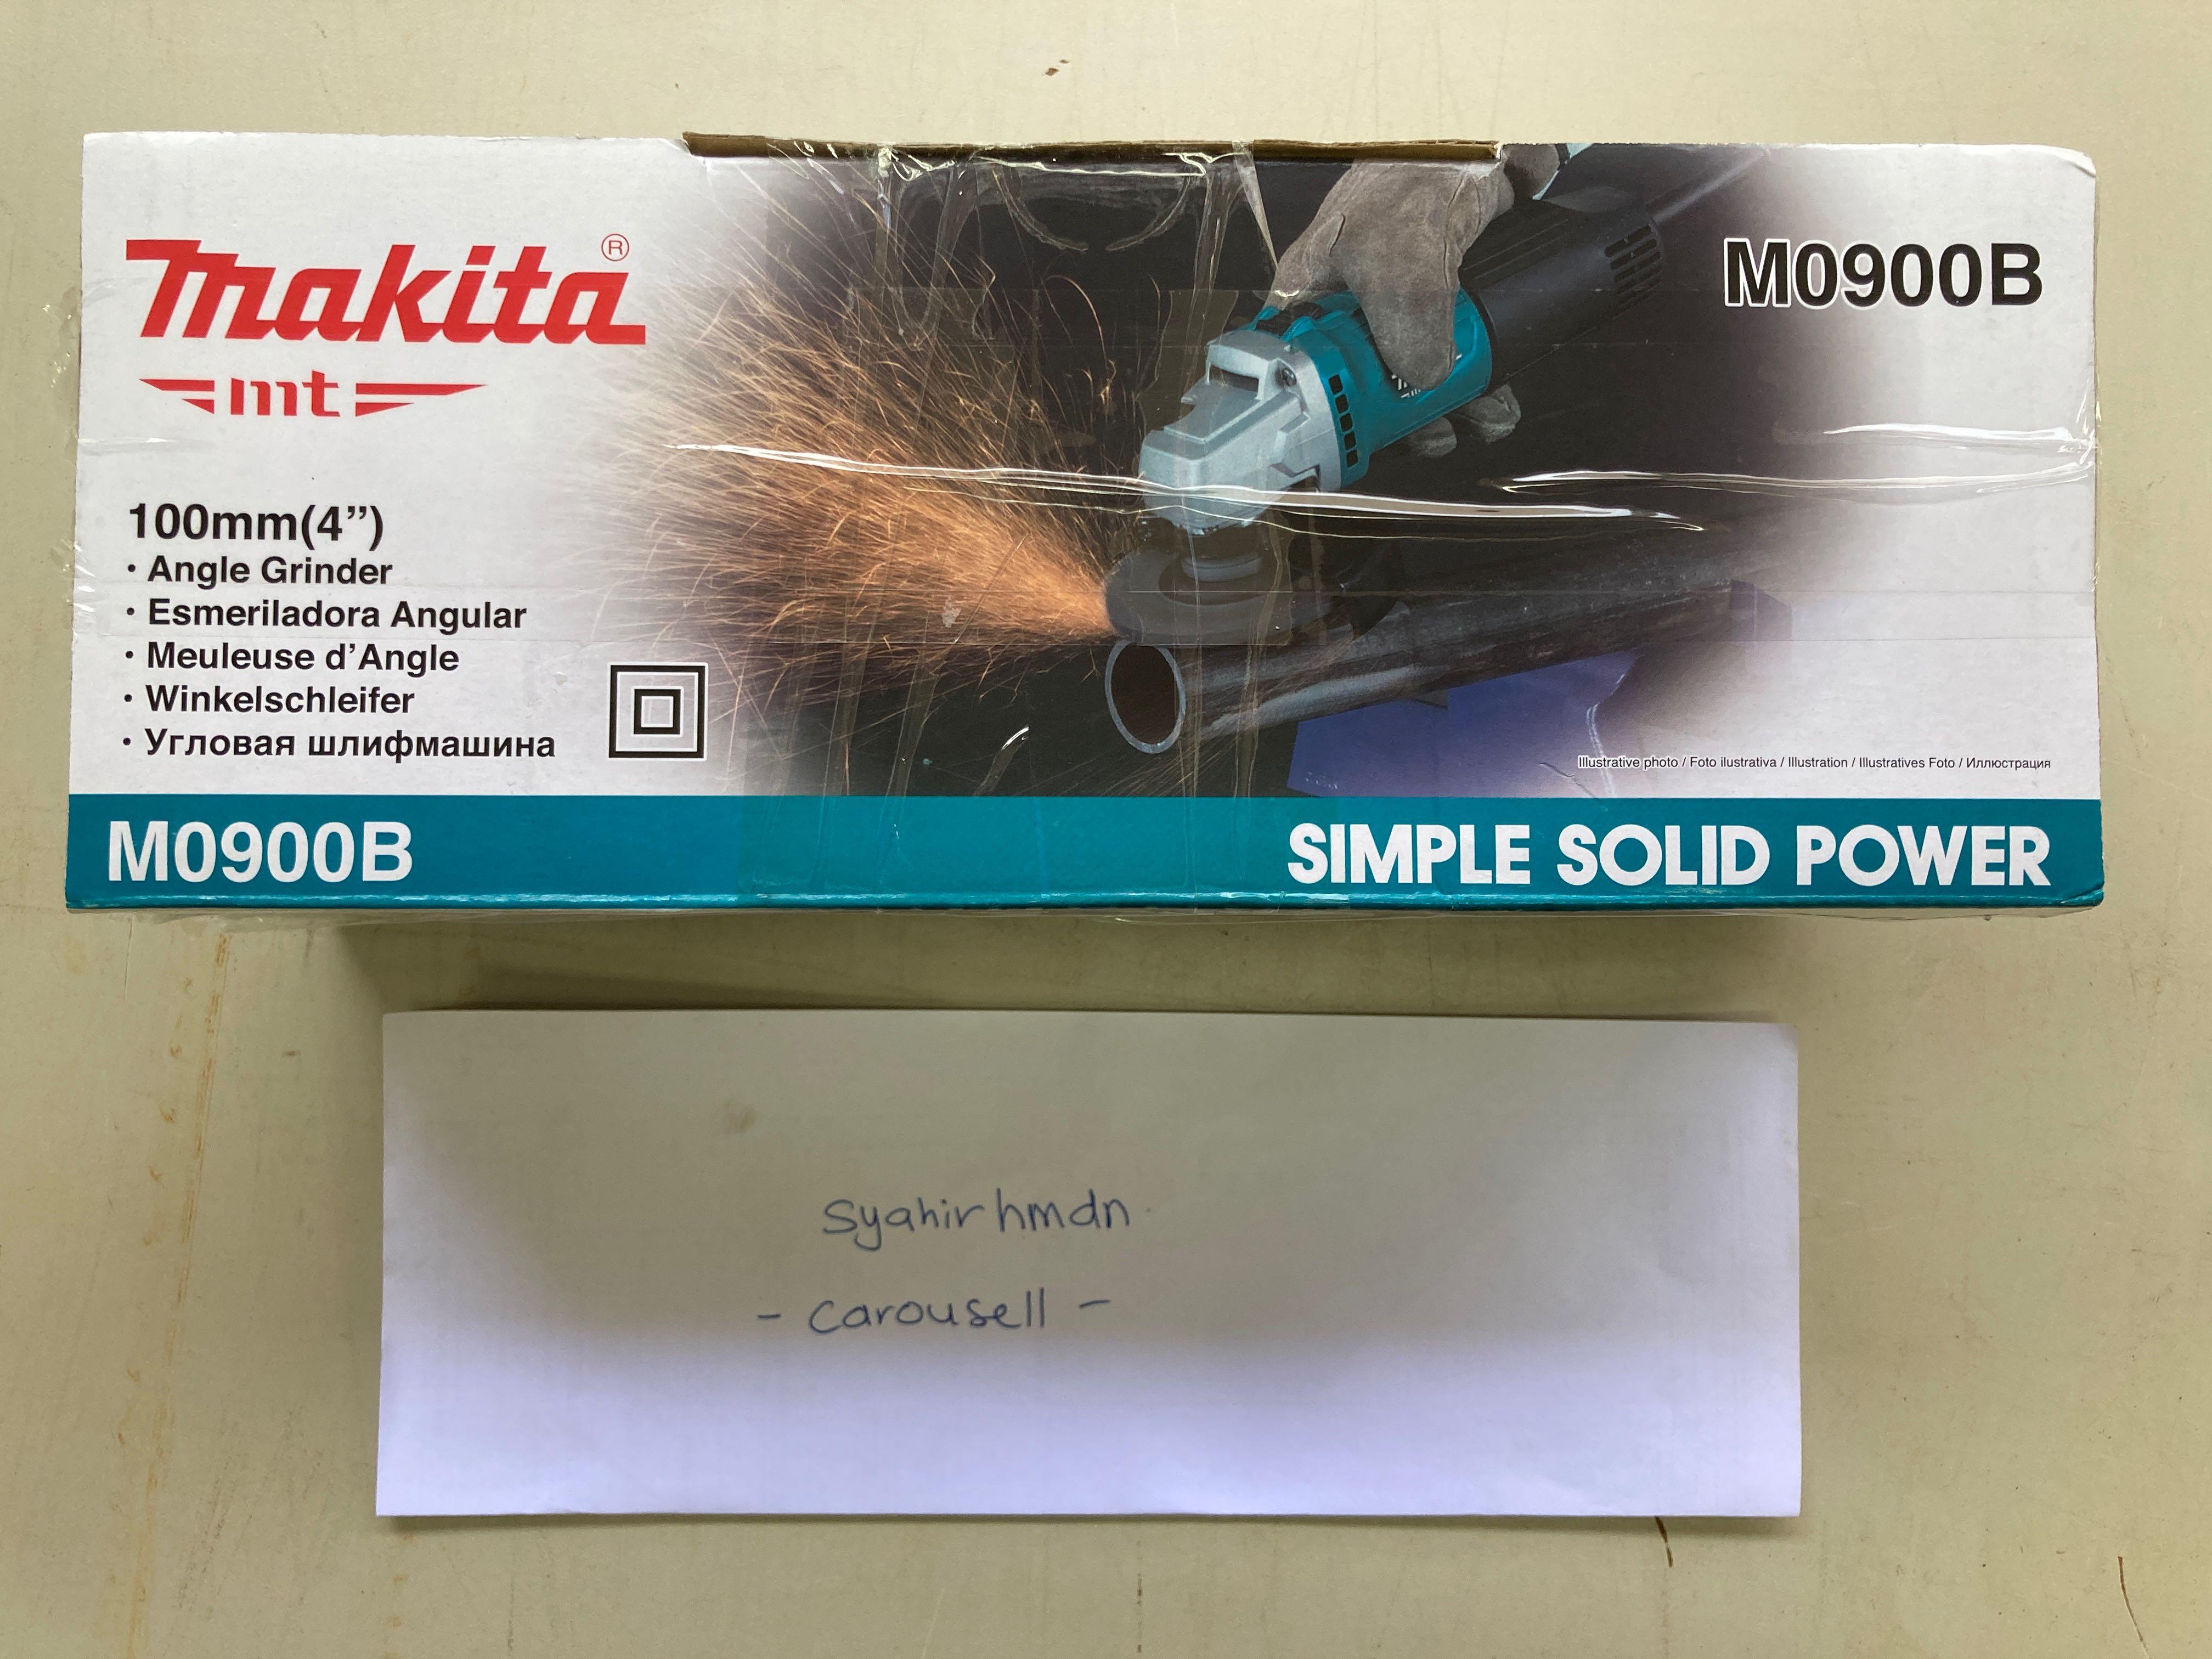 Makita®
mt
M0900B
100mm(4”)
• Angle Grinder
• Esmeriladora Angular
• Meuleuse d’Angle
• Winkelschleifer
• Угловая шлифмашина
Illustrative photo / Foto ilustrativa / Illustration / Illustratives Foto / Иллюстрация
M0900B
SIMPLE SOLID POWER
syahirhmdn
- carousell -